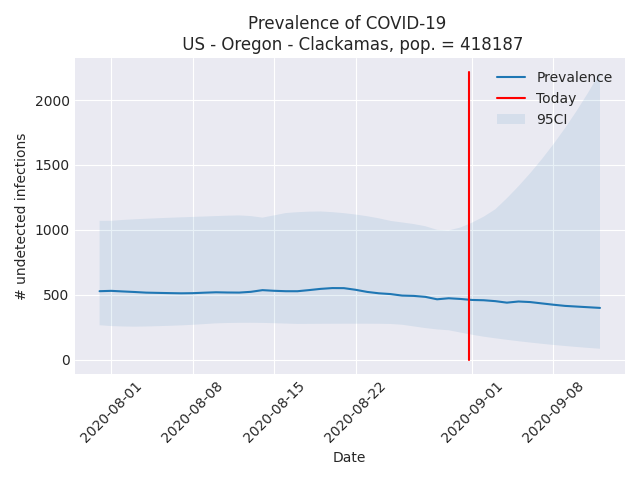 Prevalence of COVID-19
US - Oregon - Clackamas, pop. = 418187
Prevalence
Today
95CI
# undetected infections
2000
1500
1000
500
0
2020-08-01
2020-08-08
2020-08-15
2020-08-22
2020-09-01
2020-09-08
Date